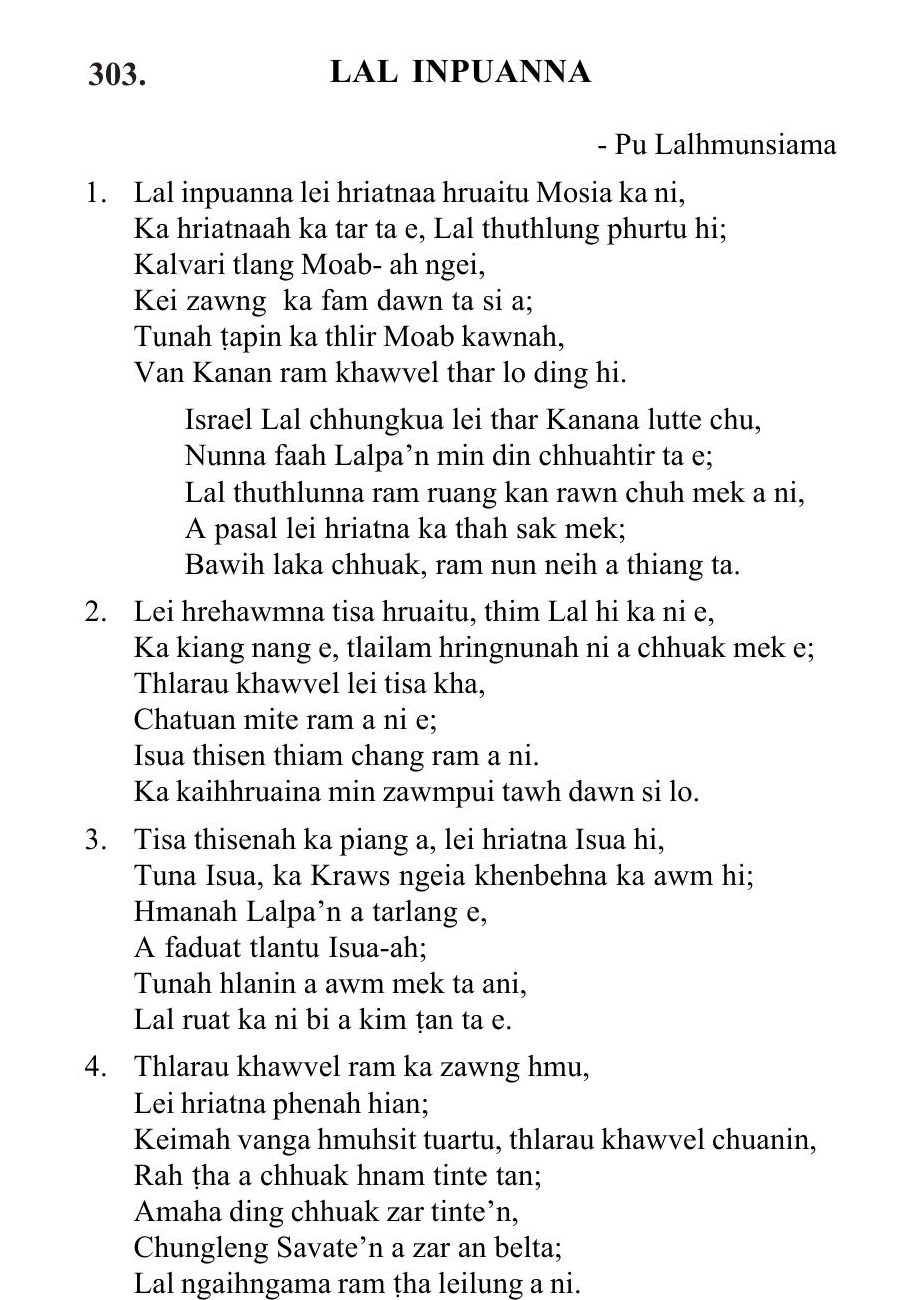 303. LAL INPUANNA
- Pu Lalhmunsiama
1. Lal inpuanna lei hriatnaa hruaitu Mosia ka ni,
Ka hriatnaah ka tar ta e, Lal thuthlung phurtu hi;
Kalvari tlang Moab- ah ngei,
Kei zawng ka fam dawn ta si a;
Tunah ṭapin ka thlir Moab kawnah,
Van Kanan ram khawvel thar lo ding hi.
Israel Lal chhungkua lei thar Kanana lutte chu,
Nunna faah Lalpa’n min din chhuahtir ta e;
Lal thuthlunna ram ruang kan rawn chuh mek a ni,
A pasal lei hriatna ka thah sak mek;
Bawih laka chhuak, ram nun neih a thiang ta.
2. Lei hrehawmna tisa hruaitu, thim Lal hi ka ni e,
Ka kiang nang e, tlailam hringnunah ni a chhuak mek e;
Thlarau khawvel lei tisa kha,
Chatuan mite ram a ni e;
Isua thisen thiam chang ram a ni.
Ka kaihhruaina min zawmpui tawh dawn si lo.
3. Tisa thisenah ka piang a, lei hriatna Isua hi,
Tuna Isua, ka Kraws ngeia khenbehna ka awm hi;
Hmanah Lalpa’n a tarlang e,
A faduat tlantu Isua-ah;
Tunah hlanin a awm mek ta ani,
Lal ruat ka ni bi a kim ṭan ta e.
4. Thlarau khawvel ram ka zawng hmu,
Lei hriatna phenah hian;
Keimah vanga hmuhsit tuartu, thlarau khawvel chuanin,
Rah ṭha a chhuak hnam tinte tan;
Amaha ding chhuak zar tinte’n,
Chungleng Savate’n a zar an belta;
Lal ngaihngama ram ṭha leilung a ni.